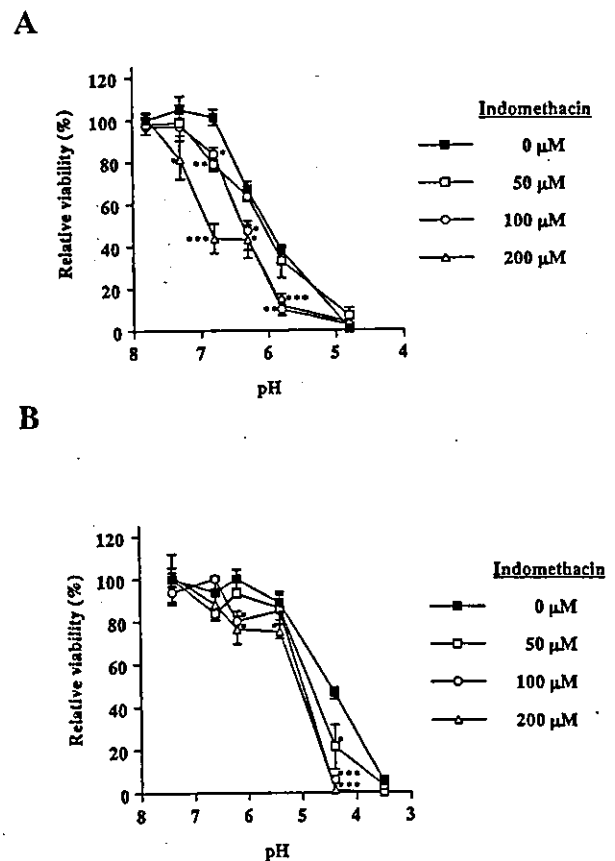 A
120
100
80
60
40
20
0
Relative viability (%)
8 7 6 5 4
pH
Indomethacin
0 μM
50 μM
100 μM
200 μM
*
**
*
***
*
*
***
**
B
120
100
80
60
40
20
0
Relative viability (%)
8 7 6 5 4 3
pH
Indomethacin
0 μM
50 μM
100 μM
200 μM
*
***
***